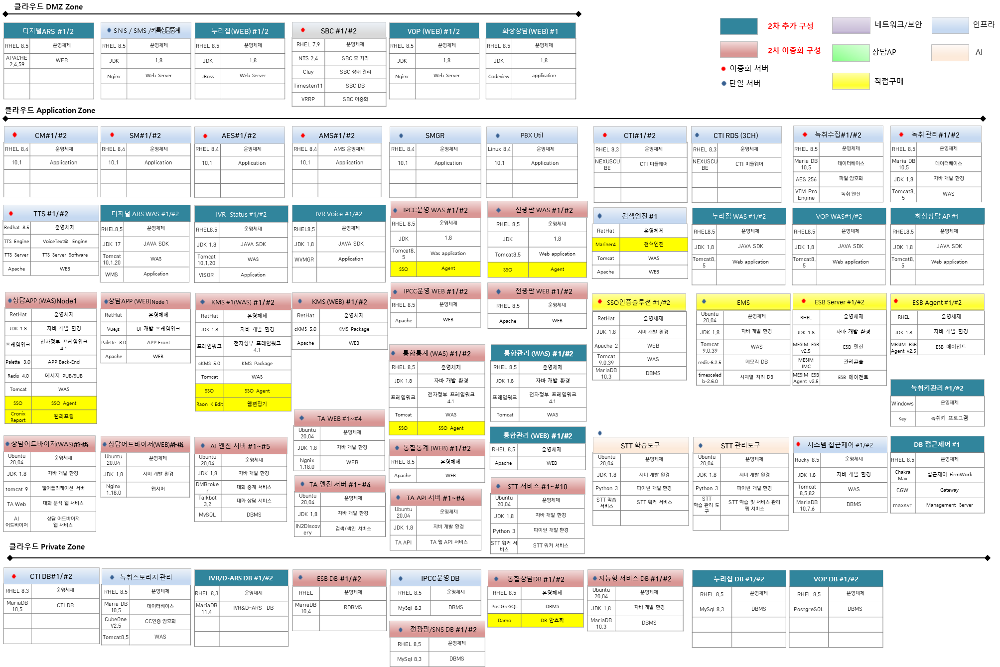 클라우드 DMZ Zone
디지털ARS #1/2
RHEL 8.5 운영체제
APACHE 2.4.59 WEB
SNS / SMS /카톡상담중계
RHEL 8.5 운영체제
JDK 1.8
Nginx Web Server
누리집(WEB) #1/2
RHEL 8.5 운영체제
JDK 1.8
JBoss Web Server
SBC #1/#2
RHEL 7.9 운영체제
NTS 2.4 SBC 호 처리
Clay SBC 상태 관리
Timesten11 SBC DB
VRRP SBC 이중화
VOP (WEB) #1/2
RHEL 8.5 운영체제
JDK 1.8
Nginx Web Server
화상상담(WEB) #1
RHEL 8.5 운영체제
JDK 1.8
Codeview application
2차 추가 구성
네트워크/보안
인프라
2차 이중화 구성
상담AP
AI
이중화 서버
단일 서버
직접구매
클라우드 Application Zone
CM#1/#2
RHEL 8.4 운영체제
10.1 Application
SM#1/#2
RHEL 8.4 운영체제
10.1 Application
AES#1/#2
RHEL 8.4 운영체제
10.1 Application
AMS#1/#2
RHEL 8.4 AMS 운영체제
10.1 Application
SMGR
RHEL 8.4 운영체제
10.1 Application
PBX Util
Linux 8.4 운영체제
10.1 Application
CTI#1/#2
RHEL 8.3 운영체제
NEXUSCUBE CTI 미들웨어
CTI RDS (3CH)
RHEL 8.3 운영체제
NEXUSCUBE CTI 미들웨어
녹취수집#1/#2
RHEL 8.5 운영체제
Maria DB 10.5 데이터베이스
AES 256 파일 암호화
VTM Pro Engine 녹취 엔진
녹취 관리#1/#2
RHEL 8.5 운영체제
Maria DB 10.5 데이터베이스
JDK 1.8 자바 개발 환경
Tomcat8.5 WAS
TTS #1/#2
Redhat 8.5 운영체제
TTS Engine VoiceText® Engine
TTS Server TTS Server Software
Apache WEB
디지털 ARS WAS #1/#2
RHEL8.5 운영체제
JDK 17 JAVA SDK
Tomcat 10.1.20 WAS
WMS Application
IVR Status #1/#2
RHEL8.5 운영체제
JDK 1.8 JAVA SDK
Tomcat 10.1.20 WAS
VISOR Application
IVR Voice #1/#2
RHEL8.5 운영체제
JDK 1.8 JAVA SDK
WVMGR Application
IPCC운영 WAS #1/#2
RHEL 8.5 운영체제
JDK 1.8
Tomcat8.5 Was application
SSO Agent
전광판 WAS #1/#2
RHEL 8.5 운영체제
JDK 1.8
Tomcat8.5 Web application
SSO Agent
검색엔진 #1
RetHat 운영체제
Mariner4 검색엔진
Tomcat WAS
Apache WEB
누리집 WAS #1/#2
RHEL8.5 운영체제
JDK 1.8 JAVA SDK
Tomcat8.5 Web application
VOP WAS#1/#2
RHEL8.5 운영체제
JDK 1.8 JAVA SDK
Tomcat8.5 Web application
화상상담 AP #1
RHEL8.5 운영체제
JDK 1.8 JAVA SDK
Tomcat8.5 Web application
상담APP (WAS)Node1
RetHat 운영체제
JDK 1.8 자바 개발 환경
프레임워크 전자정부 프레임워크 4.1
Palette 3.0 APP Back-End
Redis 4.0 메시지 PUB/SUB
Tomcat WAS
SSO SSO Agent
Cronix Report 웹리포팅
상담APP (WEB)Node 1
RetHat 운영체제
Vue.js UI 개발 프레임워크
Palette 3.0 APP Front
Apache WEB
KMS #1(WAS) #1/#2
RetHat 운영체제
JDK 1.8 자바 개발 환경
프레임워크 전자정부 프레임워크 4.1
cKMS 5.0 KMS Package
Tomcat WAS
SSO SSO Agent
Raon K Edit 웹편집기
KMS (WEB) #1/#2
RetHat 운영체제
cKMS 5.0 KMS Package
Apache WEB
IPCC운영 WEB #1/#2
RHEL 8.5 운영체제
Apache WEB
전광판 WEB #1/#2
RHEL 8.5 운영체제
Apache WEB
SSO인증솔루션 #1/#2
RetHat 운영체제
JDK 1.8 자바 개발 환경
Apache 2 WEB
Tomcat 9.0.39 WAS
MariaDB 10.3 DBMS
EMS
Ubuntu 20.04 운영체제
JDK 1.8 자바 개발 환경
Tomcat 9.0.39 WAS
redis-6.2.5 메모리 DB
timescaledb-2.6.0 시계열 처리 DB
ESB Server #1/#2
RHEL 운영체제
JDK 1.8 자바 개발 환경
MESIM ESB v2.5 ESB 엔진
MESIM IMC 관리콘솔
MESIM ESB Agent v2.5 ESB 에이전트
ESB Agent #1/#2
RHEL 운영체제
JDK 1.8 자바 개발 환경
MESIM ESB Agent v2.5 ESB 에이전트
통합통계 (WAS) #1/#2
RHEL 8.5 운영체제
JDK 1.8 자바 개발 환경
프레임워크 전자정부 프레임워크 4.1
Tomcat WAS
SSO SSO Agent
통합관리 (WAS) #1/#2
RHEL 8.5 운영체제
JDK 1.8 자바 개발 환경
프레임워크 전자정부 프레임워크 4.1
Tomcat WAS
녹취키관리 #1/#2
Windows 운영체제
Key 녹취키 프로그램
TA WEB #1~#4
Ubuntu 20.04 운영체제
JDK 1.8 자바 개발 환경
Ngnix 1.18.0 WEB
통합관리 (WEB) #1/#2
RHEL 8.5 운영체제
Apache WEB
상담어드바이저(WAS)#1~#4
Ubuntu 20.04 운영체제
JDK 1.8 자바 개발 환경
tomcat 9 웹어플리케이션 서버
TA Web 대화 분석 웹 서비스
AI 어드바이저 상담 어드바이저 웹 서비스
상담어드바이저(WEB)#1~#4
Ubuntu 20.04 운영체제
JDK 1.8 자바 개발 환경
Nginx 1.18.0 웹서버
AI 엔진 서버 #1~#5
Ubuntu 20.04 운영체제
JDK 1.8 자바 개발 환경
DMBroker 대화 중계 서비스
Talkbot 3.2 대화 상담 서비스
MySQL DBMS
통합통계 (WEB) #1/#2
RHEL 8.5 운영체제
Apache WEB
TA 엔진 서버 #1~#4
Ubuntu 20.04 운영체제
JDK 1.8 자바 개발 환경
IN2DIscovery 검색/색인 서비스
TA API 서버 #1~#4
Ubuntu 20.04 운영체제
JDK 1.8 자바 개발 환경
TA API TA 웹 API 서비스
STT 서비스 #1~#10
Ubuntu 20.04 운영체제
JDK 1.8 자바 개발 환경
Python 3 파이썬 개발 환경
STT 워커 서비스 STT 워커 서비스
STT 학습도구
Ubuntu 20.04 운영체제
JDK 1.8 자바 개발 환경
Python 3 파이썬 개발 환경
STT 학습 서비스 STT 워커 서비스
STT 관리도구
Ubuntu 20.04 운영체제
JDK 1.8 자바 개발 환경
Python 3 파이썬 개발 환경
STT 학습 관리 도구 STT 학습 및 서비스 관리 웹 서비스
시스템 접근제어 #1/#2
Rocky 8.5 운영체제
JDK 1.8 자바 개발 환경
Tomcat 8.5.82 WAS
MariaDB 10.7.6 DBMS
DB 접근제어 #1
RHEL 8.5 운영체제
Chakra Max 접근제어 FirmWork
CGW Gateway
maxsvr Management Server
클라우드 Private Zone
CTI DB#1/#2
RHEL 8.3 운영체제
MariaDB 10.5 CTI DB
녹취스토리지 관리
RHEL 8.5 운영체제
Maria DB 10.5 데이터베이스
CubeOne V2.5 CC인증 암호화
Tomcat8.5 WAS
IVR/D-ARS DB #1/#2
RHEL 8.3 운영체제
MariaDB 11.4 IVR&D-ARS DB
ESB DB #1/#2
RHEL 운영체제
MariaDB 10.4 RDBMS
IPCC운영 DB
RHEL 8.5 운영체제
MySql 8.3 DBMS
통합상담DB #1/#2
RHEL 8.5 운영체제
PostGreSQL DBMS
Damo DB 암호화
지능형 서비스 DB #1/#2
Ubuntu 20.04 운영체제
JDK 1.8 자바 개발 환경
MariaDB 10.3 DBMS
누리집 DB #1/#2
RHEL 8.5 운영체제
MySql 8.3 DBMS
VOP DB #1/#2
RHEL 8.5 운영체제
PostgreSQL DBMS
전광판/SNS DB #1/#2
RHEL 8.5 운영체제
MySql 8.3 DBMS